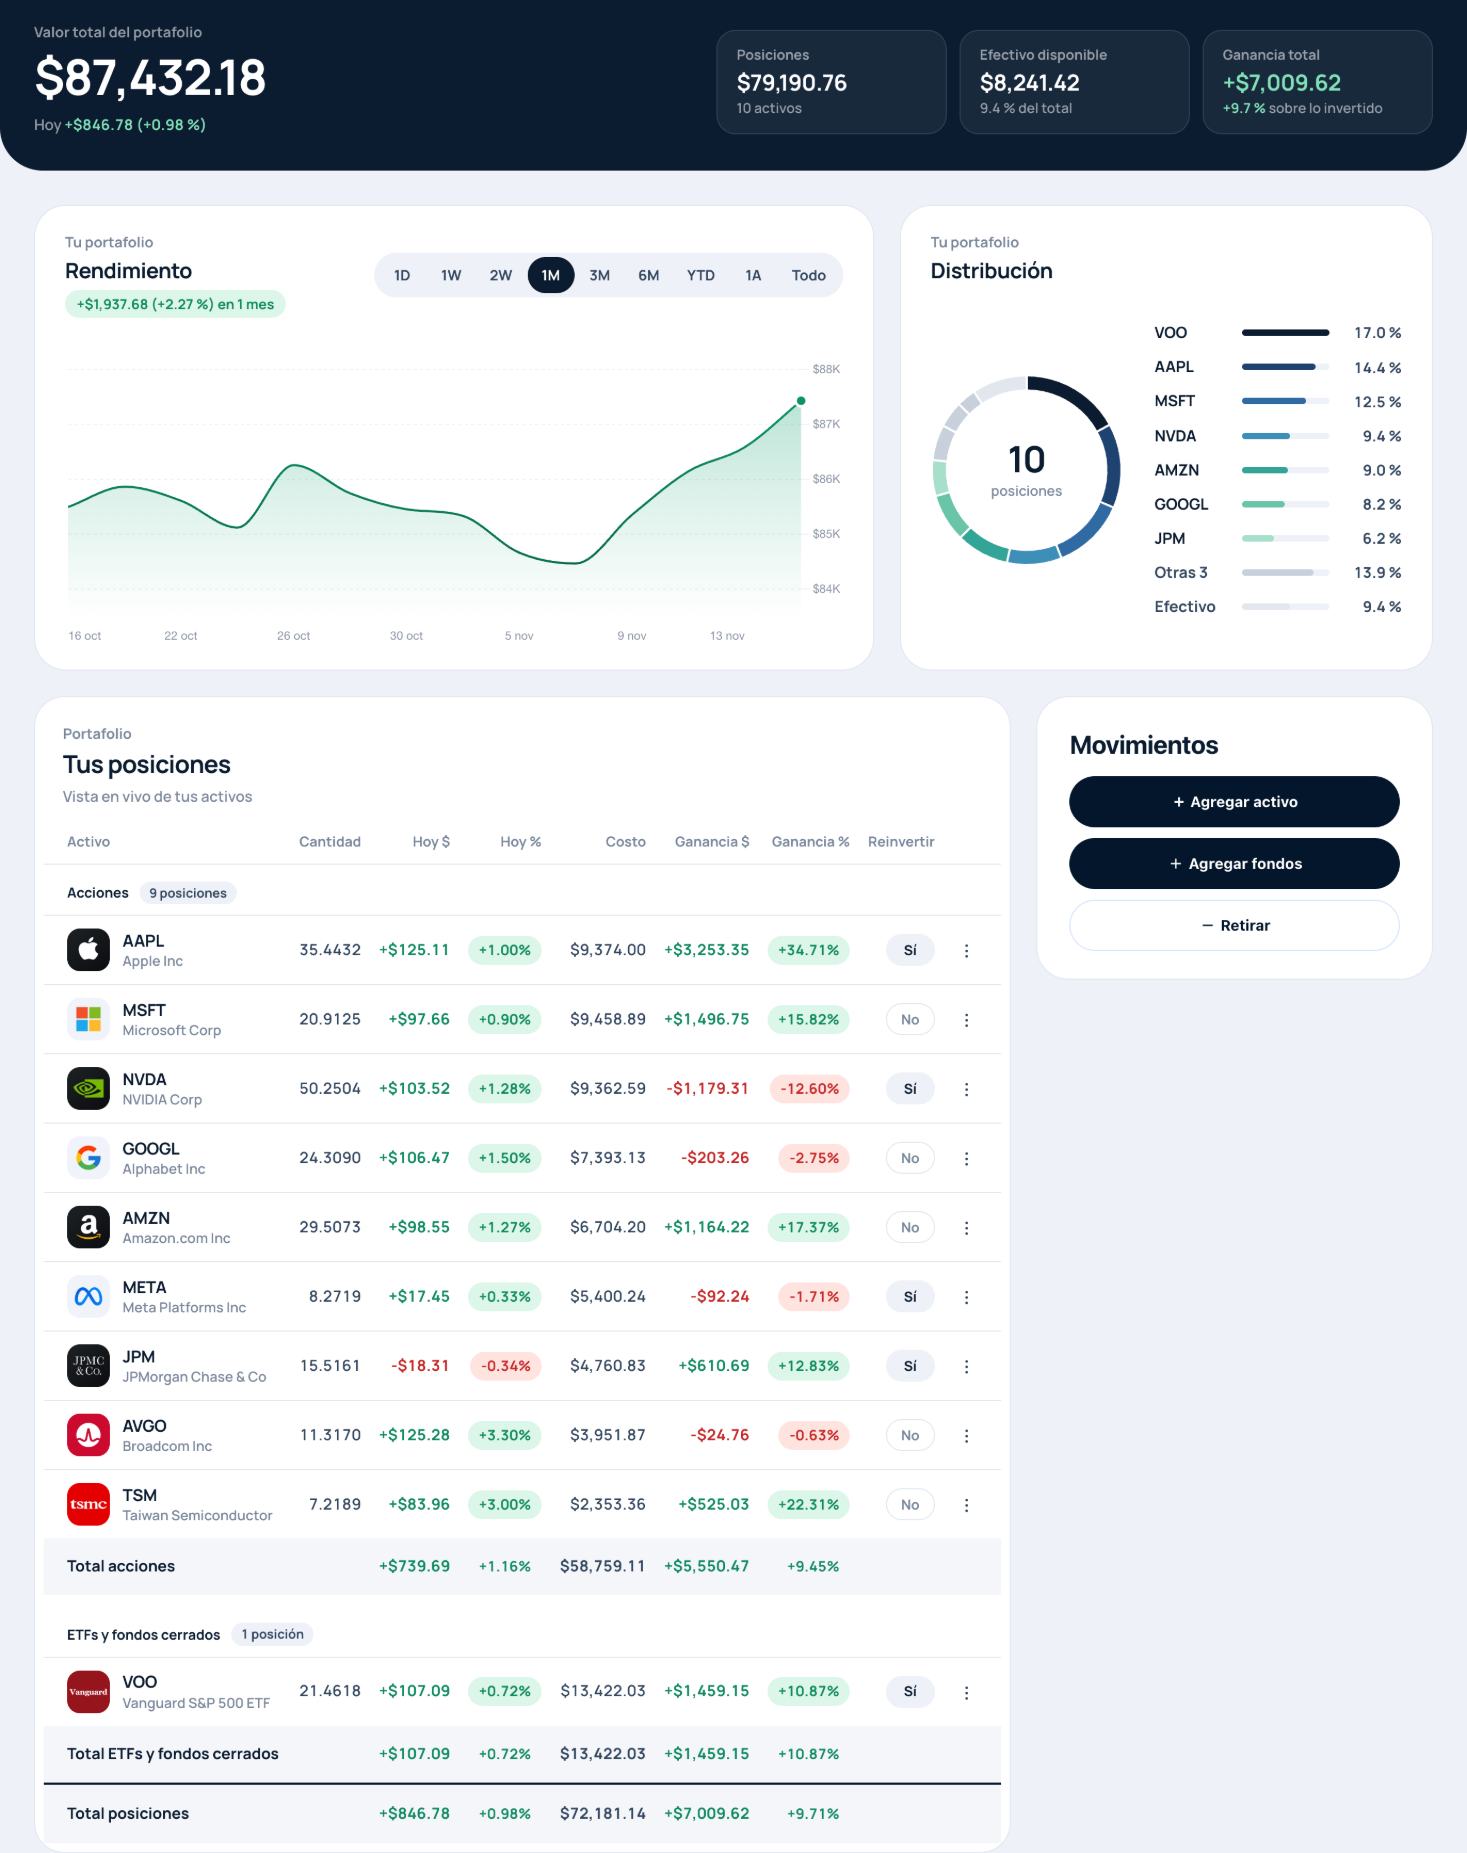 Valor total del portafolio
$87,432.18
Hoy +$846.78 (+0.98 %)
Posiciones
$79,190.76
10 activos
Efectivo disponible
$8,241.42
9.4 % del total
Ganancia total
+$7,009.62
+9.7 % sobre lo invertido
Tu portafolio
Rendimiento
+$1,937.68 (+2.27 %) en 1 mes
1D 1W 2W 1M 3M 6M YTD 1A Todo
$88K
$87K
$86K
$85K
$84K
16 oct 22 oct 26 oct 30 oct 5 nov 9 nov 13 nov
Tu portafolio
Distribución
10
posiciones
VOO 17.0 %
AAPL 14.4 %
MSFT 12.5 %
NVDA 9.4 %
AMZN 9.0 %
GOOGL 8.2 %
JPM 6.2 %
Otras 3 13.9 %
Efectivo 9.4 %
Portafolio
Tus posiciones
Vista en vivo de tus activos
Activo Cantidad Hoy $ Hoy % Costo Ganancia $ Ganancia % Reinvertir
Acciones 9 posiciones
AAPL 35.4432 +$125.11 +1.00% $9,374.00 +$3,253.35 +34.71% Sí
Apple Inc
MSFT 20.9125 +$97.66 +0.90% $9,458.89 +$1,496.75 +15.82% No
Microsoft Corp
NVDA 50.2504 +$103.52 +1.28% $9,362.59 -$1,179.31 -12.60% Sí
NVIDIA Corp
GOOGL 24.3090 +$106.47 +1.50% $7,393.13 -$203.26 -2.75% No
Alphabet Inc
AMZN 29.5073 +$98.55 +1.27% $6,704.20 +$1,164.22 +17.37% No
Amazon.com Inc
META 8.2719 +$17.45 +0.33% $5,400.24 -$92.24 -1.71% Sí
Meta Platforms Inc
JPMC
& CO.
JPM 15.5161 -$18.31 -0.34% $4,760.83 +$610.69 +12.83% Sí
JPMorgan Chase & Co
AVGO 11.3170 +$125.28 +3.30% $3,951.87 -$24.76 -0.63% No
Broadcom Inc
tsmc
TSM 7.2189 +$83.96 +3.00% $2,353.36 +$525.03 +22.31% No
Taiwan Semiconductor
Total acciones +$739.69 +1.16% $58,759.11 +$5,550.47 +9.45%
ETFs y fondos cerrados 1 posición
Vanguard
VOO 21.4618 +$107.09 +0.72% $13,422.03 +$1,459.15 +10.87% Sí
Vanguard S&P 500 ETF
Total ETFs y fondos cerrados +$107.09 +0.72% $13,422.03 +$1,459.15 +10.87%
Total posiciones +$846.78 +0.98% $72,181.14 +$7,009.62 +9.71%
Movimientos
+ Agregar activo
+ Agregar fondos
− Retirar